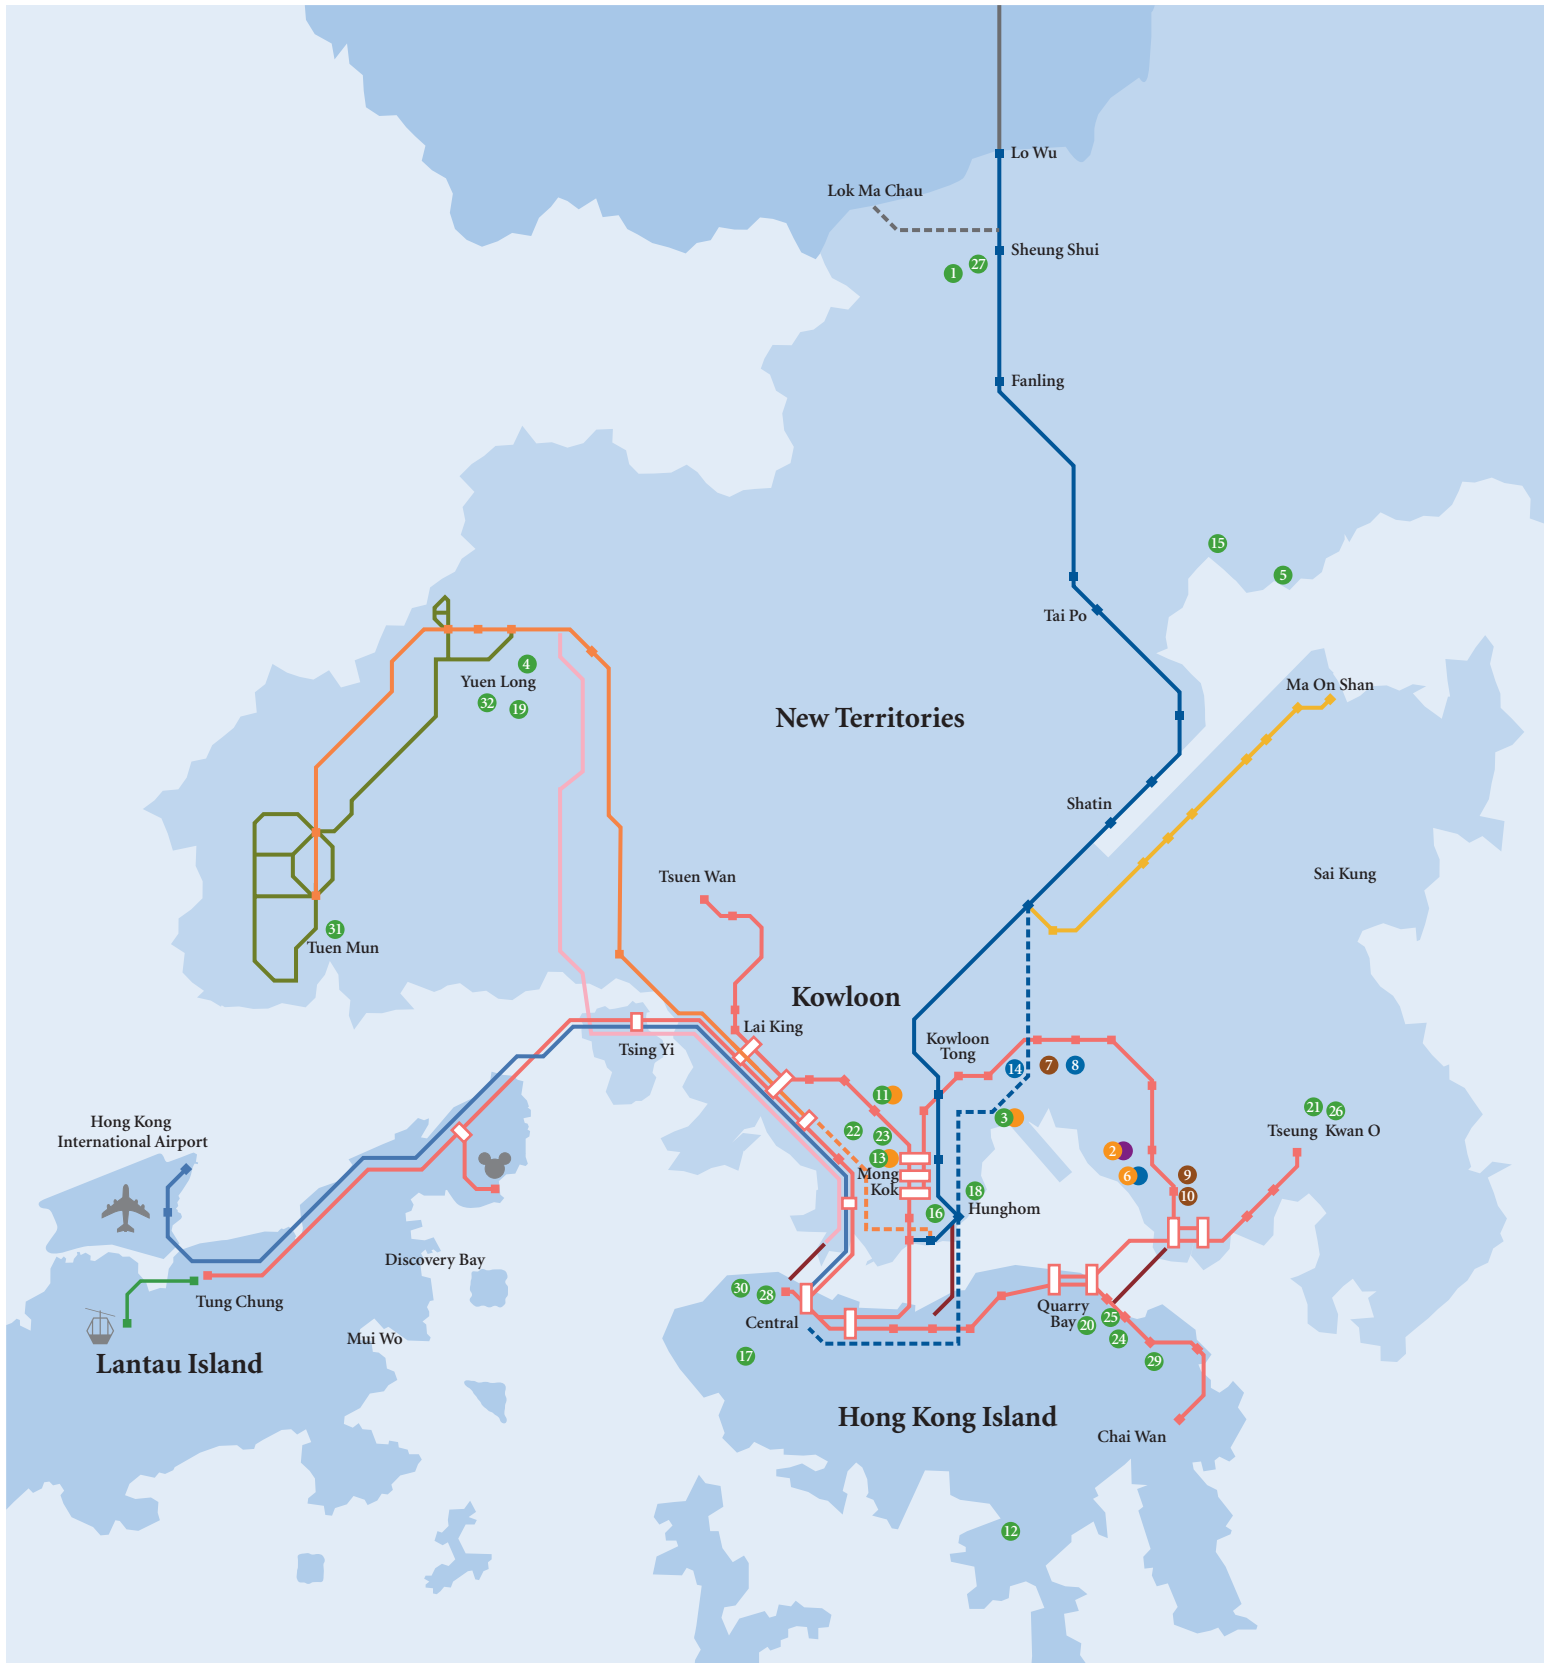 Lo Wu
Lok Ma Chau
Sheung Shui
27
1
Fanling
15
5
Tai Po
4
Yuen Long
32
19
Ma On Shan
New Territories
Shatin
Tsuen Wan
Sai Kung
31
Tuen Mun
Kowloon
Lai King
Kowloon
Tong
Tsing Yi
14
7
8
11
3
21
26
Hong Kong
International Airport
22
23
Tseung Kwan O
2
13
Mong
Kok
6
9
10
18
Hunghom
16
Discovery Bay
30
28
Tung Chung
Central
Quarry
Bay
20
25
24
Mui Wo
17
29
Lantau Island
Hong Kong Island
Chai Wan
12